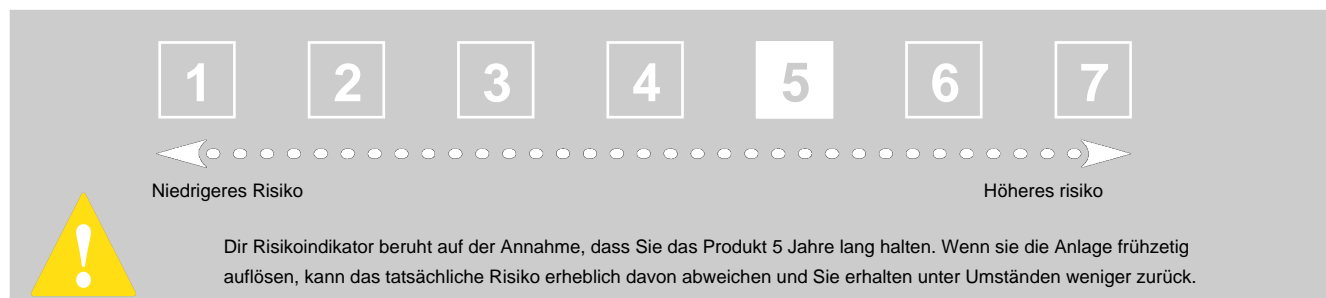 1 2 3 4 5 6 7
Niedrigeres Risiko Höheres risiko
!
Dir Risikoindikator beruht auf der Annahme, dass Sie das Produkt 5 Jahre lang halten. Wenn sie die Anlage frühzetig
auflösen, kann das tatsächliche Risiko erheblich davon abweichen und Sie erhalten unter Umständen weniger zurück.